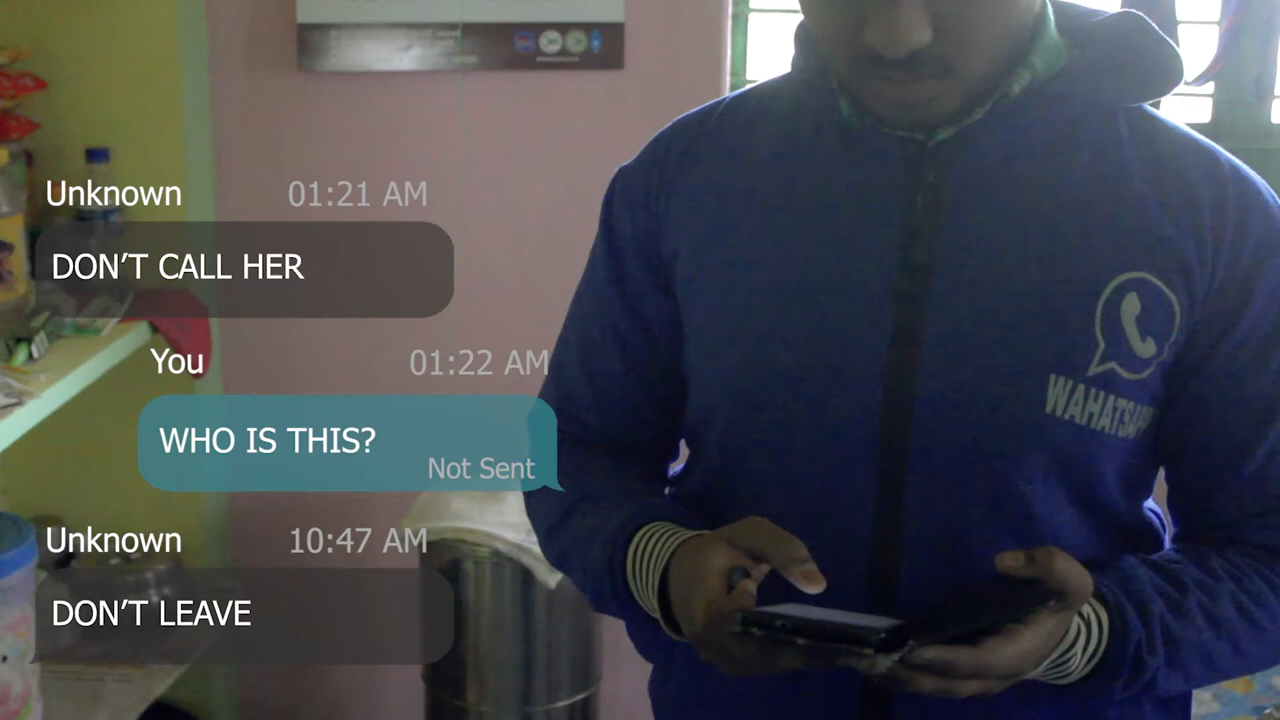 Unknown 01:21 AM
DON'T CALL HER
You 01:22 AM
WHO IS THIS?
Not Sent
Unknown 10:47 AM
DON'T LEAVE
WAHATSAPP